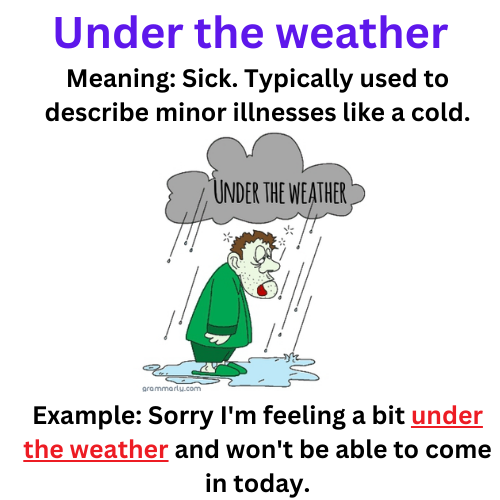 Under the weather
Meaning: Sick. Typically used to
describe minor illnesses like a cold.
UNDER THE WEATHER
grammarly.com
Example: Sorry I'm feeling a bit under
the weather and won't be able to come
in today.